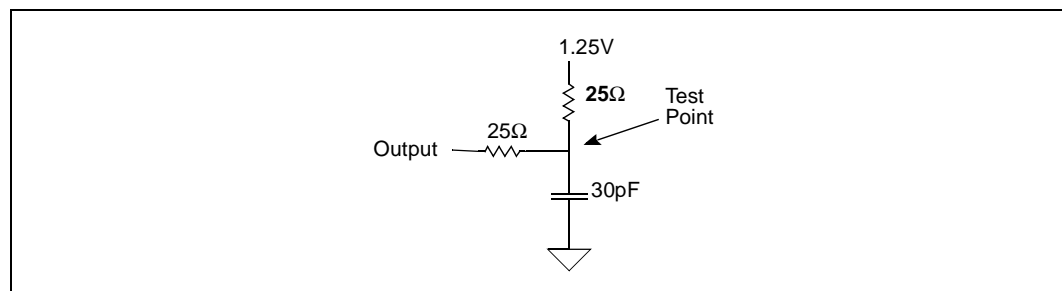 1.25V
25Ω
Test
Point
25Ω
Output
30pF